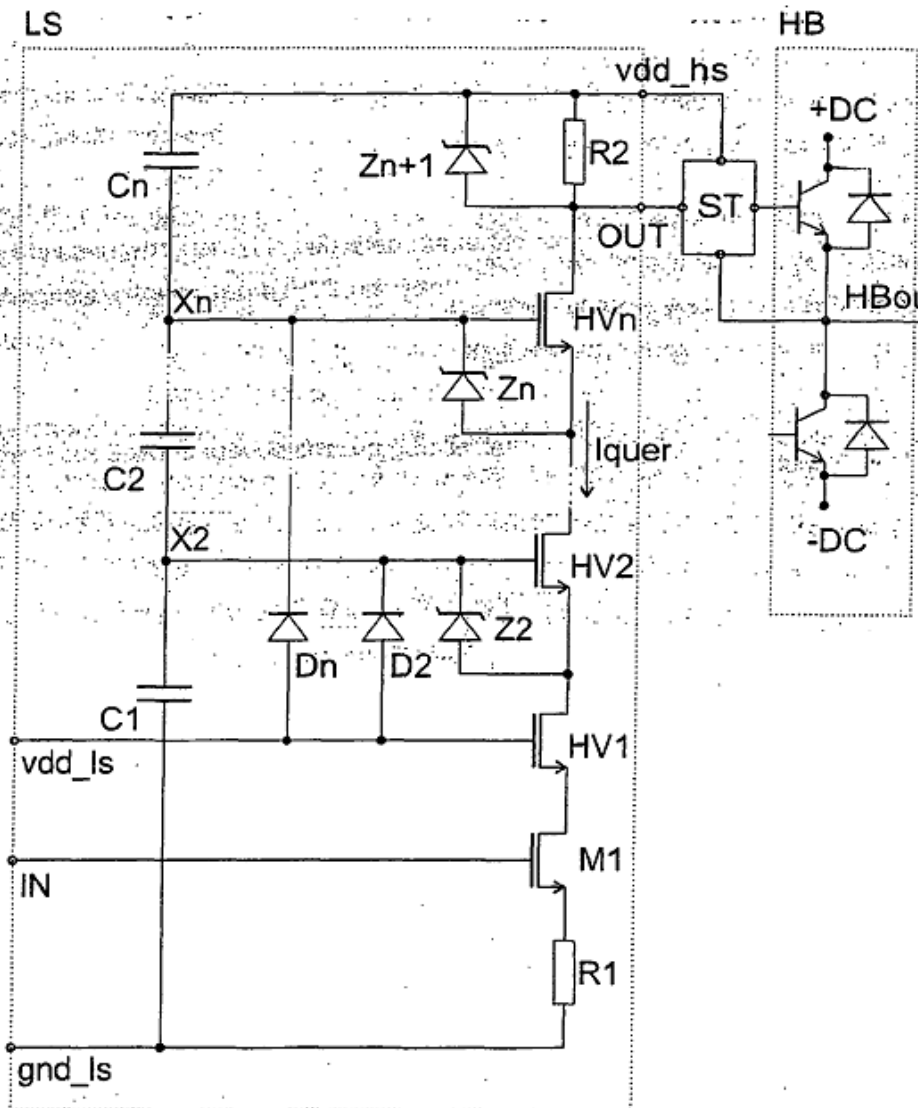 LS
HB
vdd_hs
+DC
Cn
Zn+1
R2
ST
OUT
Xn
HVn
HBou
Zn
C2
Iquer
X2
HV2
-DC
Z2
Dn
D2
C1
HV1
vdd_ls
M1
IN
R1
gnd_ls